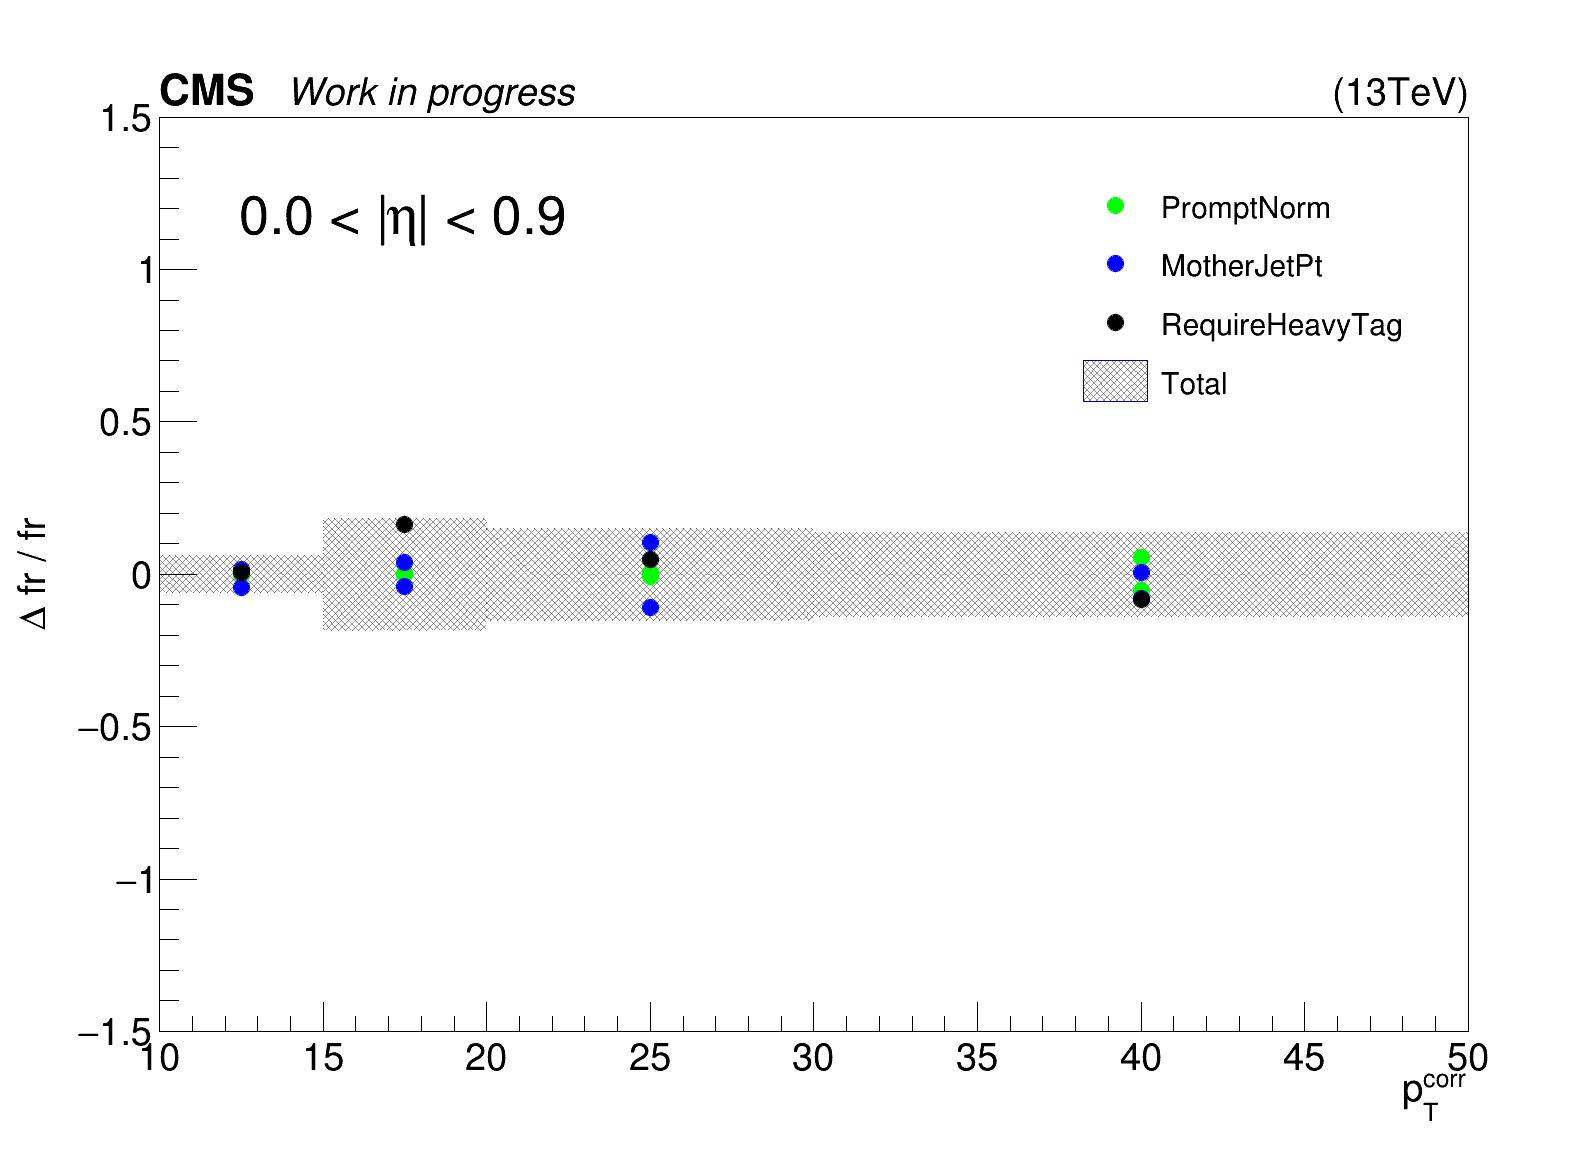 CMS Work in progress (13TeV)
0.0 < |η| < 0.9
PromptNorm
MotherJetPt
RequireHeavyTag
Total
Δ fr / fr
1.5
1
0.5
0
−0.5
−1
−1.5
10 15 20 25 30 35 40 45 50
p_T^corr